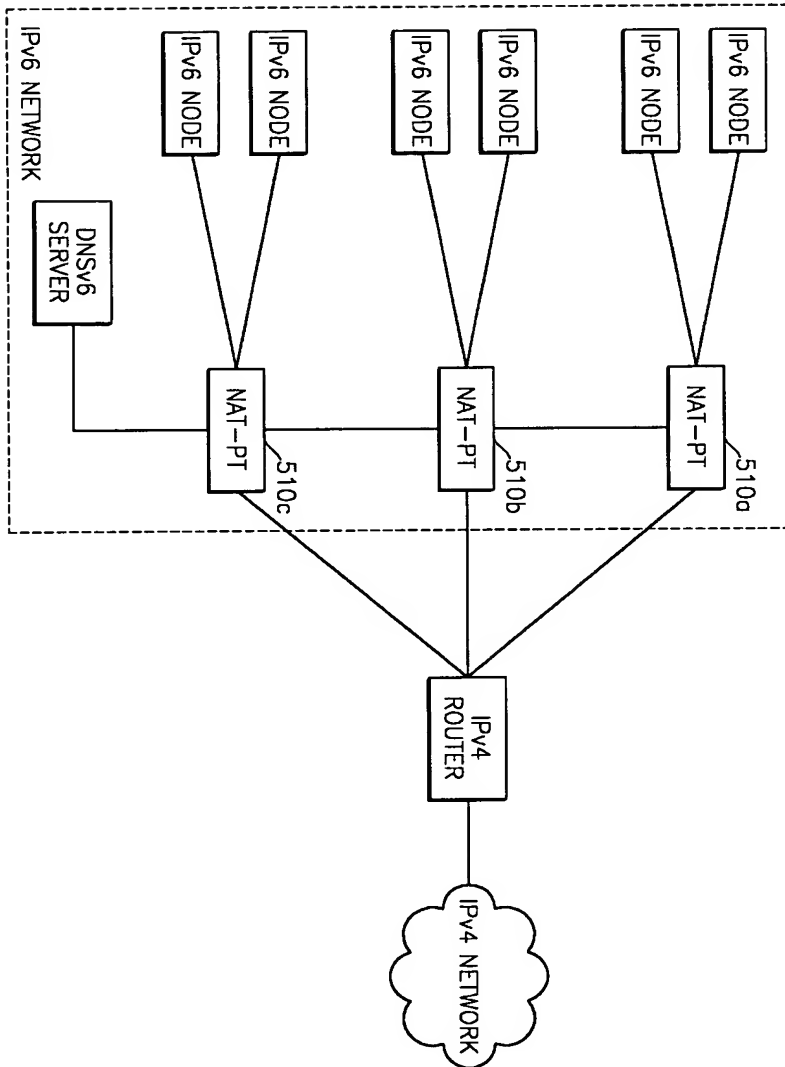 IPv6 NODE
IPv6 NODE
IPv6 NODE
IPv6 NODE
IPv6 NODE
IPv6 NODE
IPv6 NETWORK
DNSv6
SERVER
NAT-PT
510c
NAT-PT
510b
NAT-PT
510a
IPv4
ROUTER
IPv4 NETWORK